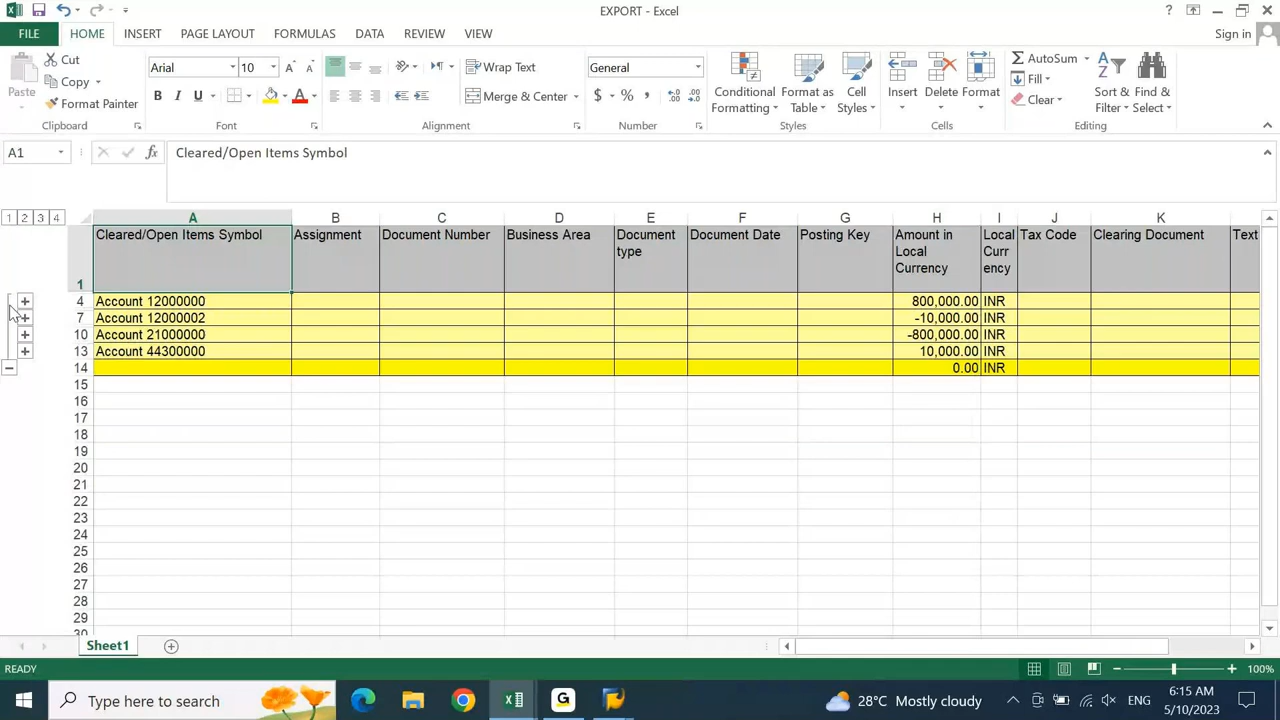 EXPORT - Excel
? 
Sign in
FILE HOME INSERT PAGE LAYOUT FORMULAS DATA REVIEW VIEW
Paste
Cut
Copy
Format Painter
Clipboard
Arial 10
B I U
Font
Wrap Text
Merge & Center
Alignment
General
$ % ,
Number
Conditional Formatting
Format as Table
Cell Styles
Styles
Insert Delete Format
Cells
AutoSum
Fill
Clear
Sort & Filter
Find & Select
Editing
A1 fx Cleared/Open Items Symbol
1 2 3 4 A B C D E F G H I J K
1 Cleared/Open Items Symbol Assignment Document Number Business Area Document type Document Date Posting Key Amount in Local Currency Local Curr ency Tax Code Clearing Document Text
4 Account 12000000 800,000.00 INR
7 Account 12000002 -10,000.00 INR
10 Account 21000000 -800,000.00 INR
13 Account 44300000 10,000.00 INR
14 0.00 INR
15
16
17
18
19
20
21
22
23
24
25
26
27
28
29
30
Sheet1
READY 100%
Type here to search
28°C Mostly cloudy
ENG
6:15 AM
5/10/2023